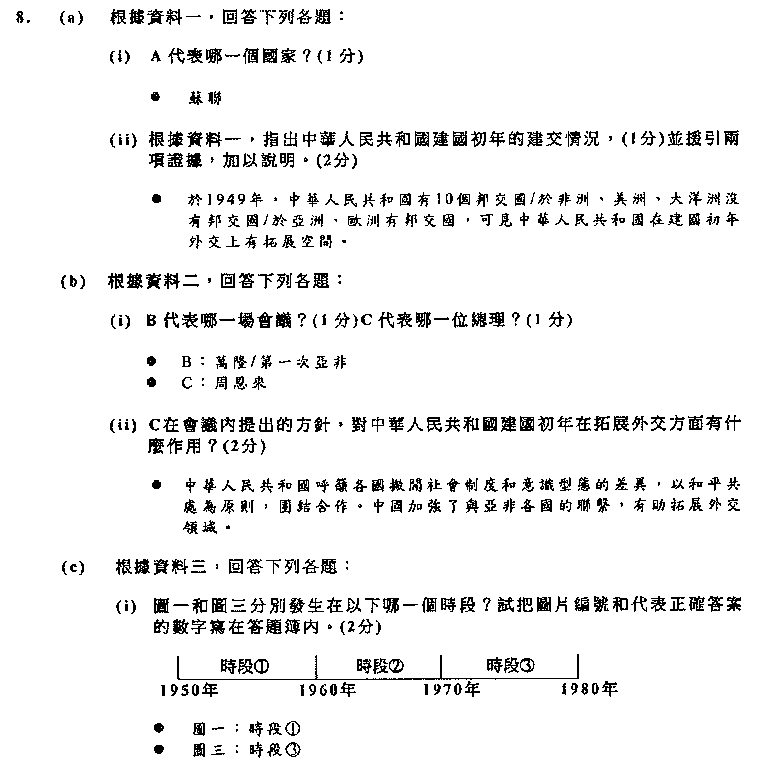 8. (a) 根據資料一，回答下列各題：
(i) A 代表哪一個國家？(1 分)
● 蘇聯
(ii) 根據資料一，指出中華人民共和國建國初年的建交情況，(1分)並援引兩
項證據，加以說明。(2分)
● 於1949年，中華人民共和國有10個邦交國/於非洲、美洲、大洋洲沒
有邦交國/於亞洲、歐洲有邦交國，可見中華人民共和國在建國初年
外交上有拓展空間。
(b) 根據資料二，回答下列各題：
(i) B 代表哪一場會議？(1 分)C 代表哪一位總理？(1 分)
● B：萬隆/第一次亞非
● C：周恩來
(ii) C在會議內提出的方針，對中華人民共和國建國初年在拓展外交方面有什
麼作用？(2分)
● 中華人民共和國呼籲各國撇開社會制度和意識型態的差異，以和平共
處為原則，團結合作。中國加強了與亞非各國的聯繫，有助拓展外交
領域。
(c) 根據資料三，回答下列各題：
(i) 圖一和圖三分別發生在以下哪一個時段？試把圖片編號和代表正確答案
的數字寫在答題簿內。(2分)
時段① 時段② 時段③
1950年 1960年 1970年 1980年
● 圖一：時段①
● 圖三：時段③